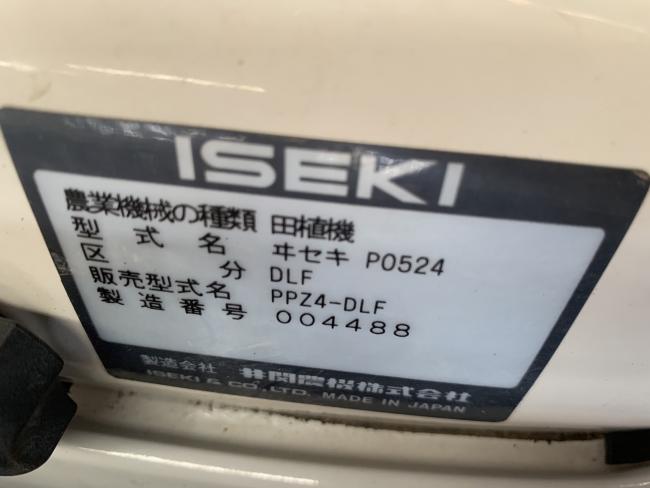 ISEKI
農業機械の種類 田植機
型式名 ヰセキ P0524
区分 DLF
販売型式名 PPZ4-DLF
製造番号 004488
製造会社 井関農機株式会社
ISEKI & CO., LTD. MADE IN JAPAN